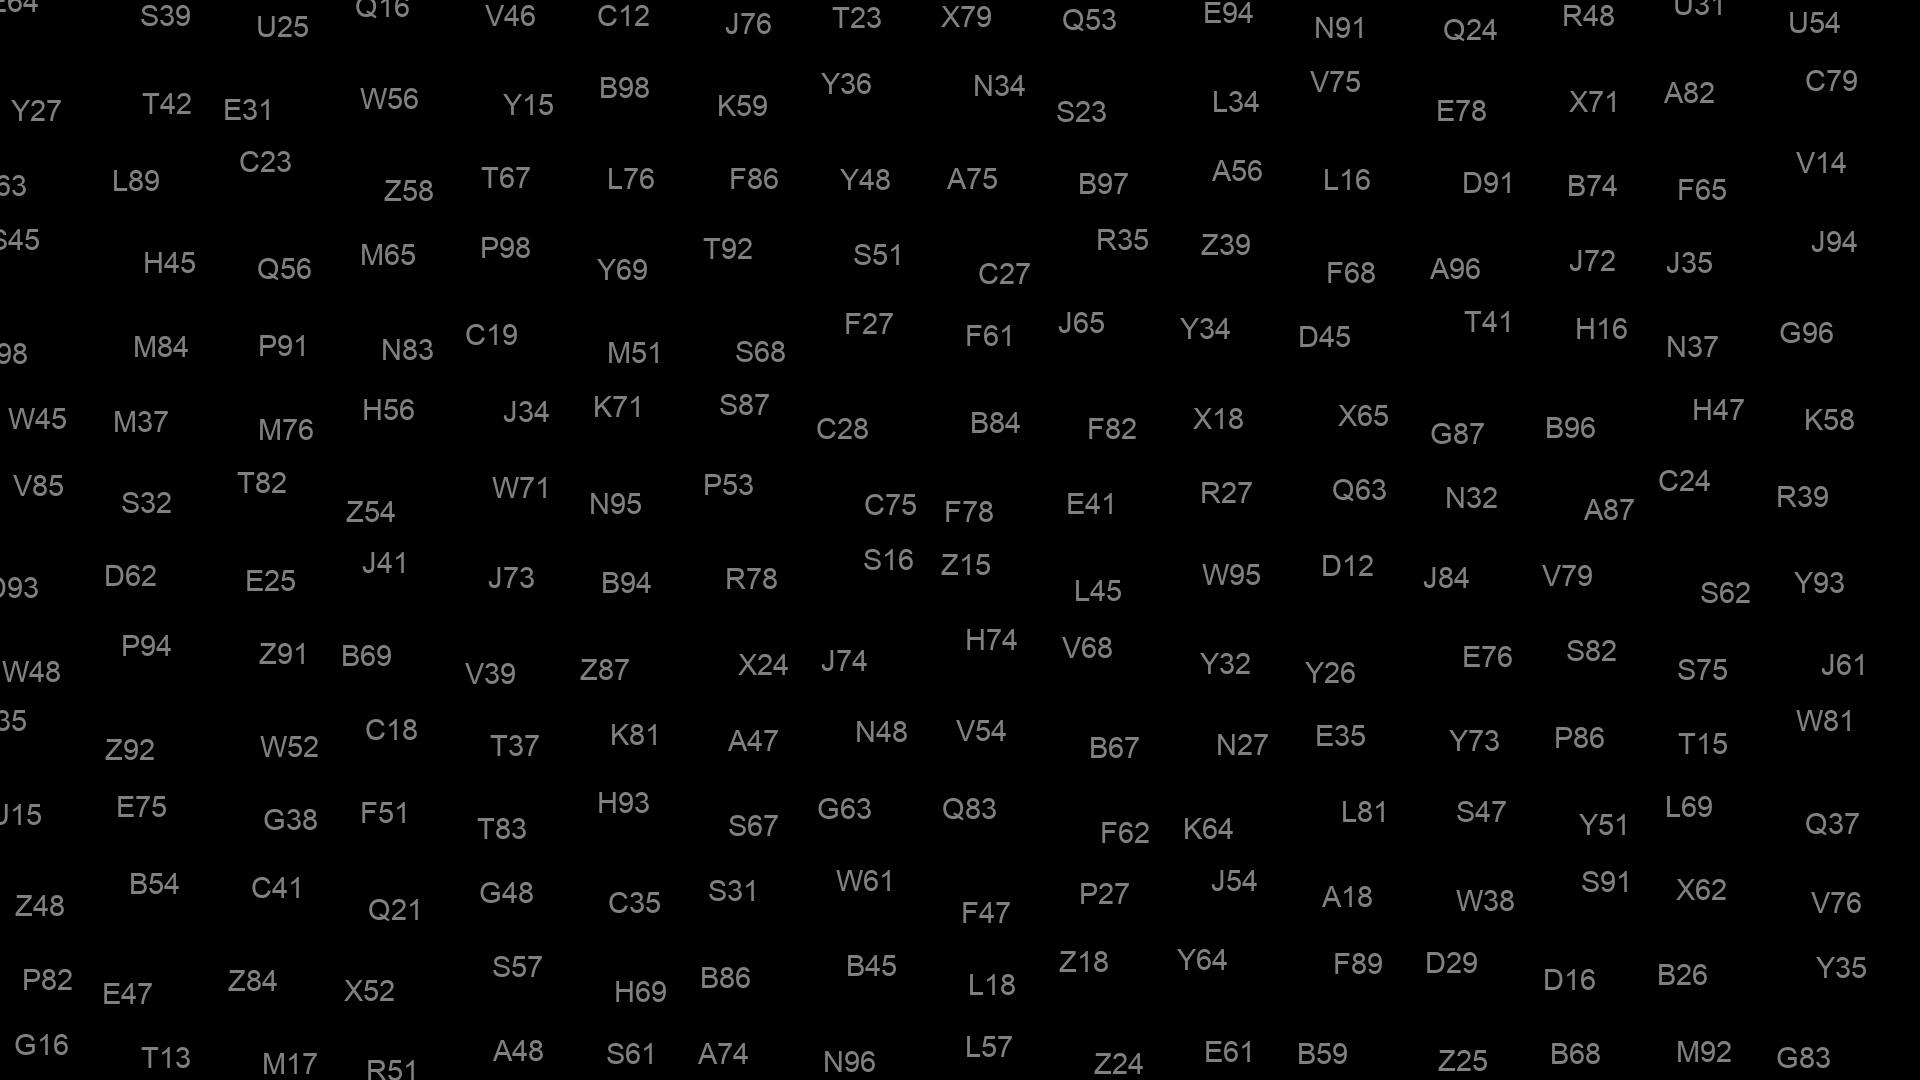 S39 U25 Q16 V46 C12 J76 T23 X79 Q53 E94 N91 Q24 R48 U31 U54
Y27 T42 E31 W56 Y15 B98 K59 Y36 N34 S23 L34 V75 E78 X71 A82 C79
63 L89 C23 Z58 T67 L76 F86 Y48 A75 B97 A56 L16 D91 B74 F65 V14
S45 H45 Q56 M65 P98 Y69 T92 S51 C27 R35 Z39 F68 A96 J72 J35 J94
98 M84 P91 N83 C19 M51 S68 F27 F61 J65 Y34 D45 T41 H16 N37 G96
W45 M37 M76 H56 J34 K71 S87 C28 B84 F82 X18 X65 G87 B96 H47 K58
V85 S32 T82 Z54 W71 N95 P53 C75 F78 E41 R27 Q63 N32 A87 C24 R39
D93 D62 E25 J41 J73 B94 R78 S16 Z15 L45 W95 D12 J84 V79 S62 Y93
W48 P94 Z91 B69 V39 Z87 X24 J74 H74 V68 Y32 Y26 E76 S82 S75 J61
35 Z92 W52 C18 T37 K81 A47 N48 V54 B67 N27 E35 Y73 P86 T15 W81
15 E75 G38 F51 T83 H93 S67 G63 Q83 F62 K64 L81 S47 Y51 L69 Q37
Z48 B54 C41 Q21 G48 C35 S31 W61 F47 P27 J54 A18 W38 S91 X62 V76
P82 E47 Z84 X52 S57 H69 B86 B45 L18 Z18 Y64 F89 D29 D16 B26 Y35
G16 T13 M17 R51 A48 S61 A74 N96 L57 Z24 E61 B59 Z25 B68 M92 G83